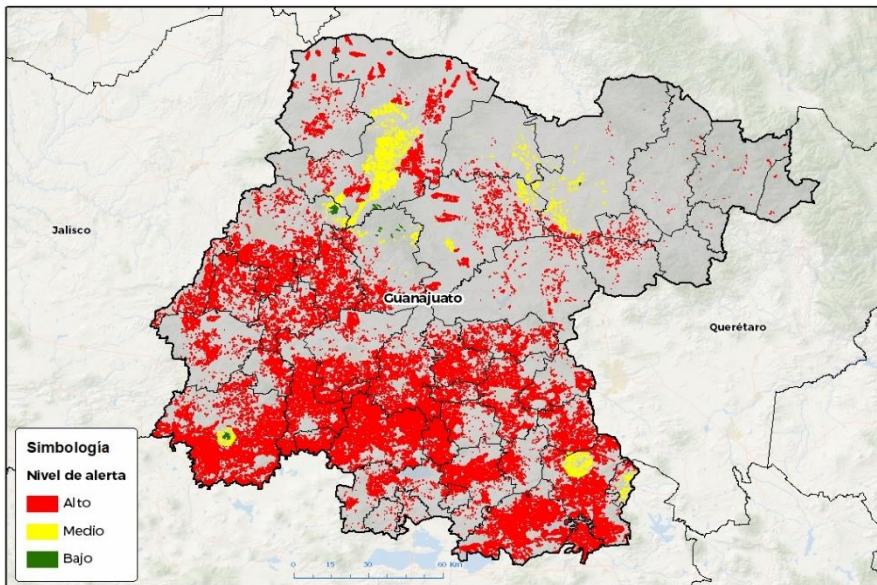 Jalisco
Guanajuato
Querétaro
Simbología
Nivel de alerta
Alto
Medio
Bajo
0 15 30 60 Km